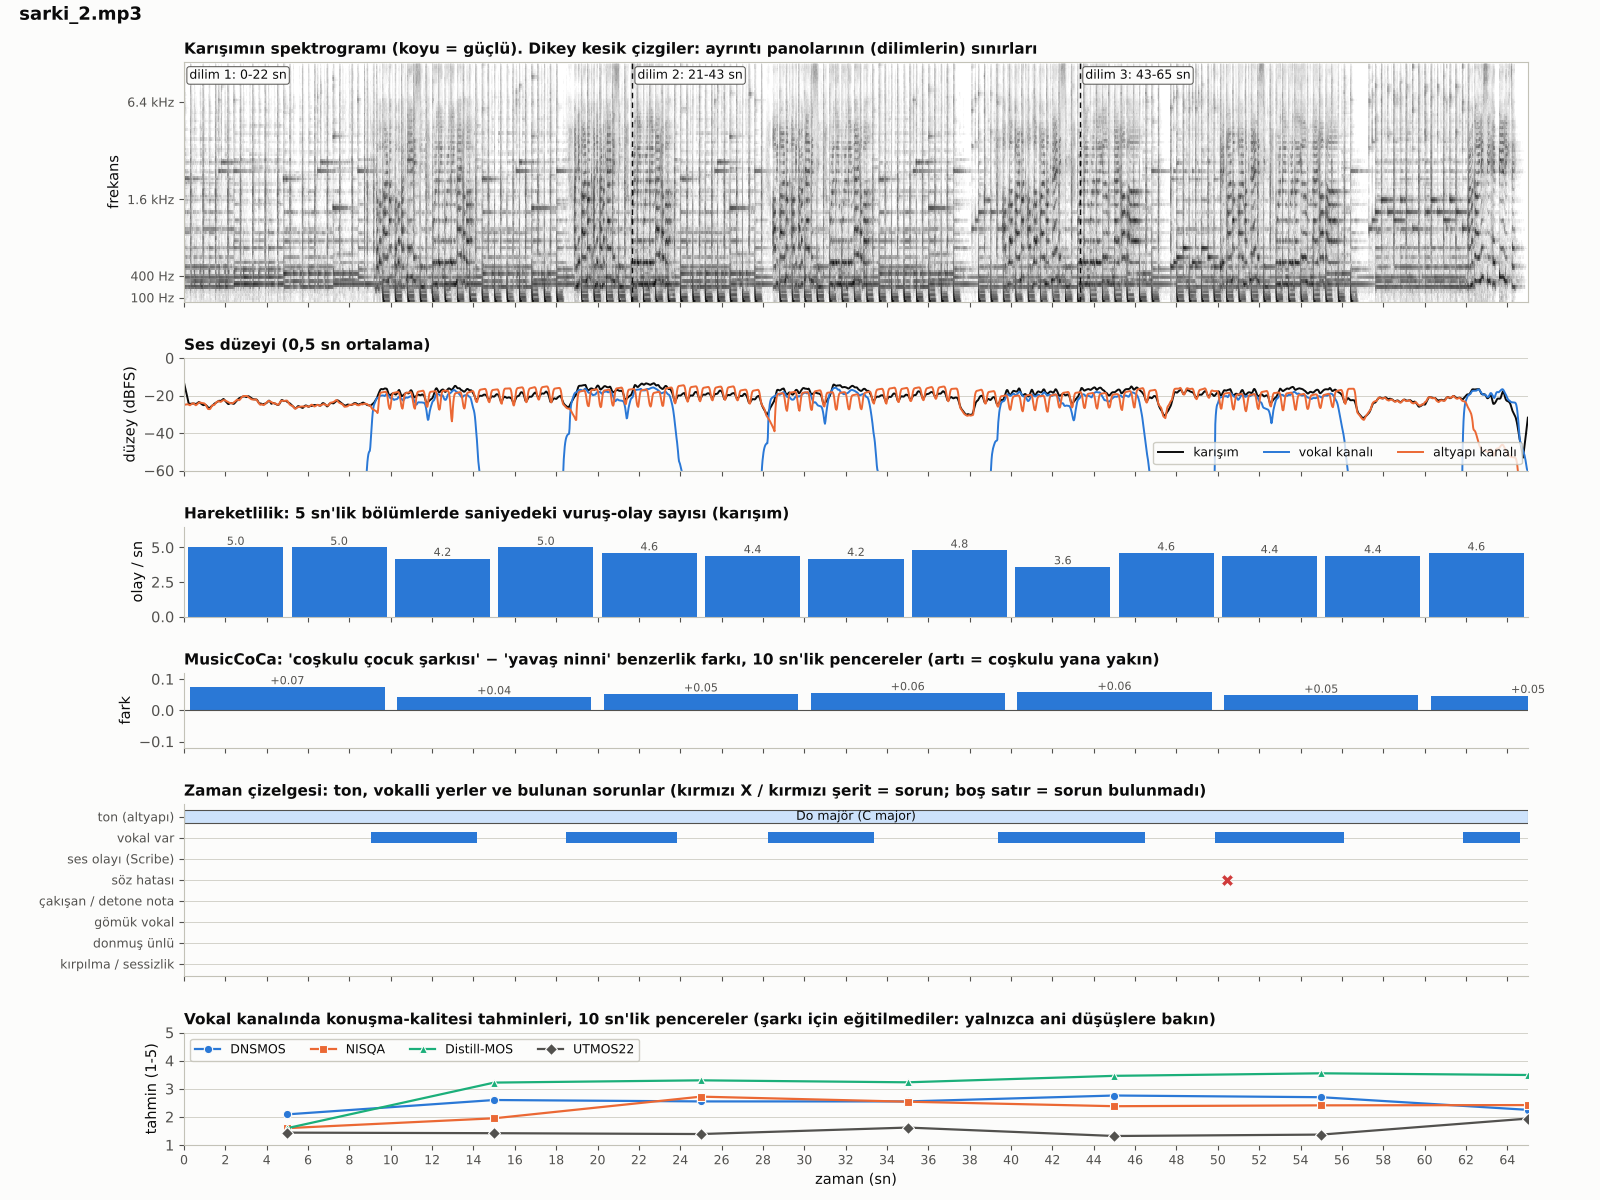 sarki_2.mp3
Karışımın spektrogramı (koyu = güçlü). Dikey kesik çizgiler: ayrıntı panolarının (dilimlerin) sınırları
dilim 1: 0-22 sn
dilim 2: 21-43 sn
dilim 3: 43-65 sn
frekans
6.4 kHz
1.6 kHz
400 Hz
100 Hz
Ses düzeyi (0,5 sn ortalama)
düzey (dBFS)
0
−20
−40
−60
karışım
vokal kanalı
altyapı kanalı
Hareketlilik: 5 sn'lik bölümlerde saniyedeki vuruş-olay sayısı (karışım)
olay / sn
5.0
2.5
0.0
5.0 5.0 4.2 5.0 4.6 4.4 4.2 4.8 3.6 4.6 4.4 4.4 4.6
MusicCoCa: 'coşkulu çocuk şarkısı' − 'yavaş ninni' benzerlik farkı, 10 sn'lik pencereler (artı = coşkulu yana yakın)
fark
0.1
0.0
−0.1
+0.07 +0.04 +0.05 +0.06 +0.06 +0.05 +0.05
Zaman çizelgesi: ton, vokalli yerler ve bulunan sorunlar (kırmızı X / kırmızı şerit = sorun; boş satır = sorun bulunmadı)
ton (altyapı)
Do majör (C major)
vokal var
ses olayı (Scribe)
söz hatası
çakışan / detone nota
gömük vokal
donmuş ünlü
kırpılma / sessizlik
Vokal kanalında konuşma-kalitesi tahminleri, 10 sn'lik pencereler (şarkı için eğitilmediler: yalnızca ani düşüşlere bakın)
tahmin (1-5)
5
4
3
2
1
DNSMOS
NISQA
Distill-MOS
UTMOS22
0 2 4 6 8 10 12 14 16 18 20 22 24 26 28 30 32 34 36 38 40 42 44 46 48 50 52 54 56 58 60 62 64
zaman (sn)